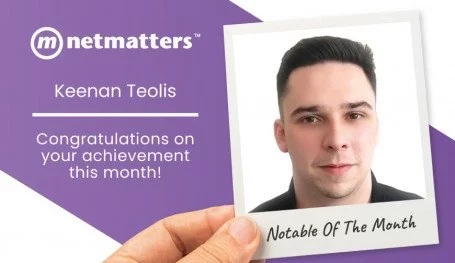 m netmatters™
Keenan Teolis
Congratulations on
your achievement
this month!
Notable Of The Month